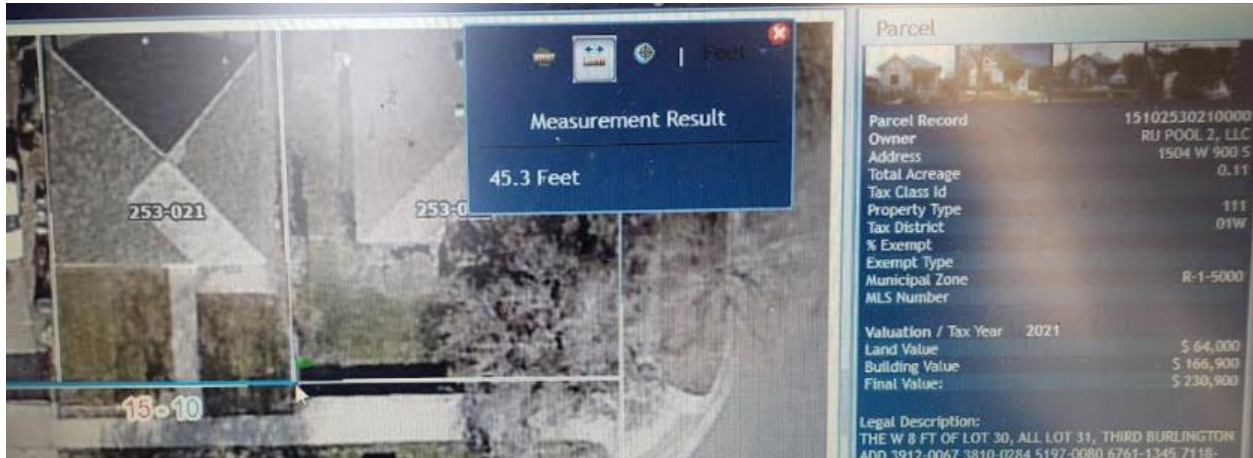 Feet
Measurement Result
45.3 Feet
253-021
253-0
15-10
Parcel
Parcel Record 15102530210000
Owner RIJ POOL 2, LLC
Address 1504 W 900 S
Total Acreage 0.11
Tax Class Id
Property Type 111
Tax District 01W
% Exempt
Exempt Type
Municipal Zone R-1-5000
MLS Number
Valuation / Tax Year 2021
Land Value $ 64,000
Building Value $ 166,900
Final Value: $ 230,900
Legal Description:
THE W 8 FT OF LOT 30, ALL LOT 31, THIRD BURLINGTON
ADD 3912-0067 3810-0284 5197-0080 6761-1345 7118-